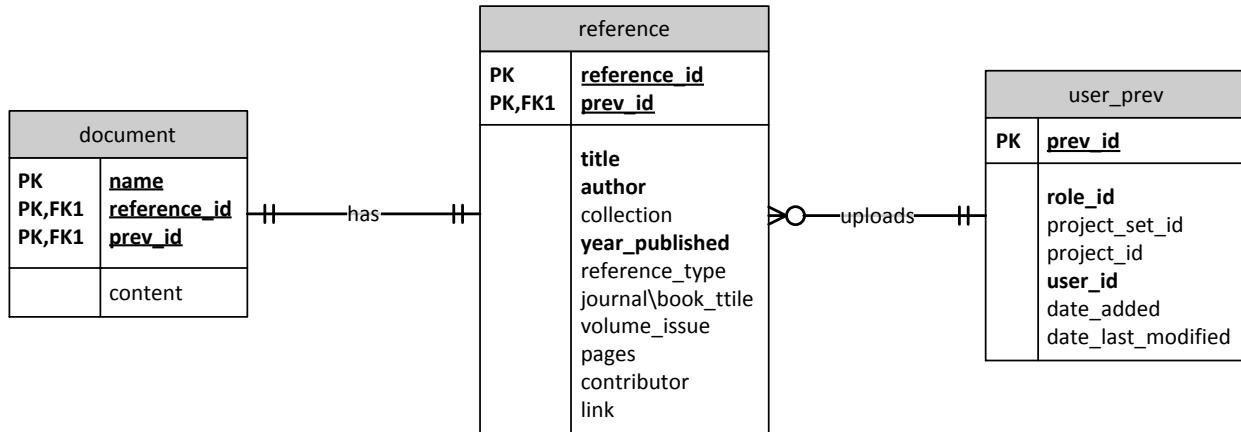 document
PK name
PK,FK1 reference_id
PK,FK1 prev_id
content
has
reference
PK reference_id
PK,FK1 prev_id
title
author
collection
year_published
reference_type
journal\book_ttile
volume_issue
pages
contributor
link
uploads
user_prev
PK prev_id
role_id
project_set_id
project_id
user_id
date_added
date_last_modified